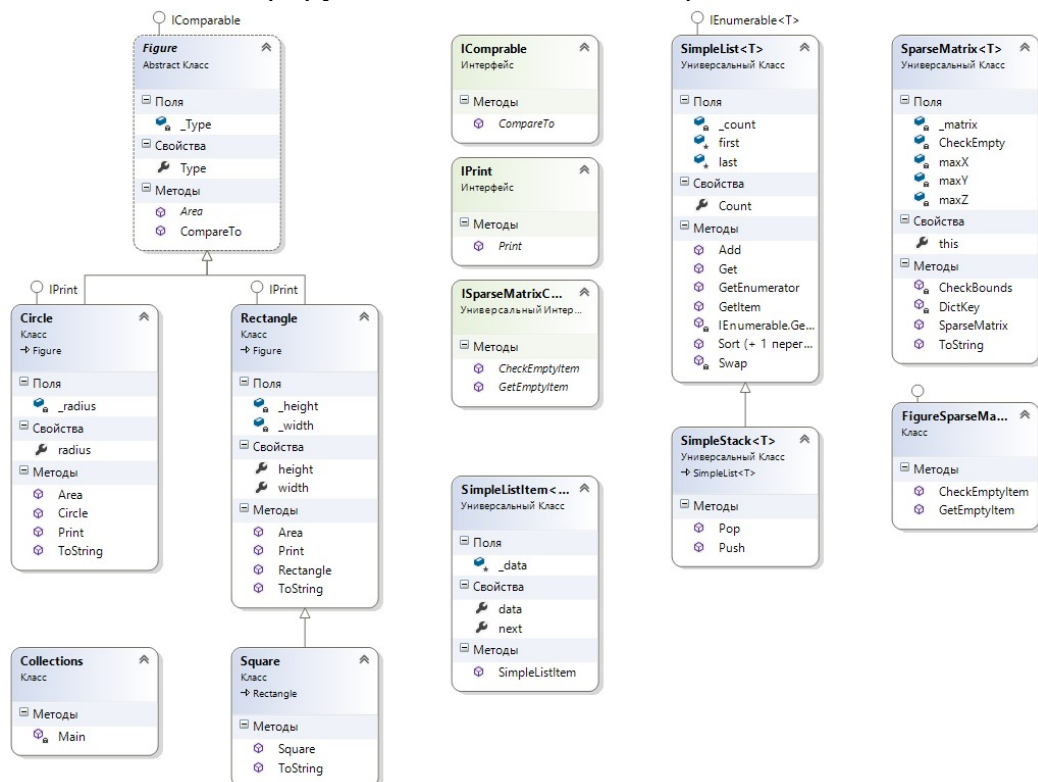 IComparable
Figure
Abstract Класс
Поля
_Type
Свойства
Type
Методы
Area
CompareTo
IPrint
Circle
Класс
Figure
Поля
_radius
Свойства
radius
Методы
Area
Circle
Print
ToString
IPrint
Rectangle
Класс
Figure
Поля
_height
_width
Свойства
height
width
Методы
Area
Print
Rectangle
ToString
Collections
Класс
Методы
Main
Square
Класс
Rectangle
Методы
Square
ToString
IComprable
Интерфейс
Методы
CompareTo
IPrint
Интерфейс
Методы
Print
ISparseMatrixC...
Универсальный Интер...
Методы
CheckEmptyItem
GetEmptyItem
SimpleListItem<...
Универсальный Класс
Поля
_data
Свойства
data
next
Методы
SimpleListItem
IEnumerable<T>
SimpleList<T>
Универсальный Класс
Поля
_count
first
last
Свойства
Count
Методы
Add
Get
GetEnumerator
GetItem
IEnumerable.Ge...
Sort (+ 1 перег...
Swap
SimpleStack<T>
Универсальный Класс
SimpleList<T>
Методы
Pop
Push
SparseMatrix<T>
Универсальный Класс
Поля
_matrix
CheckEmpty
maxX
maxY
maxZ
Свойства
this
Методы
CheckBounds
DictKey
SparseMatrix
ToString
FigureSparseMa...
Класс
Методы
CheckEmptyItem
GetEmptyItem